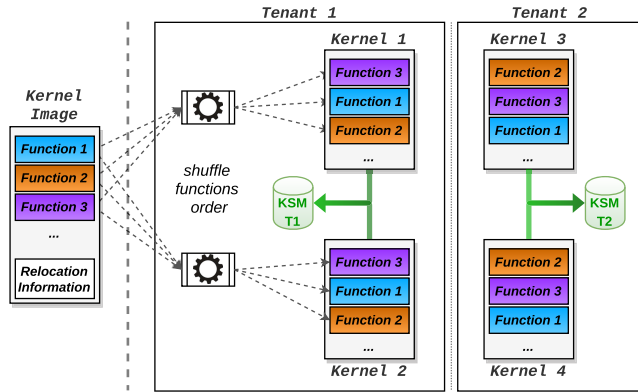 Tenant 1
Tenant 2
Kernel
Image
Function 1
Function 2
Function 3
...
Relocation
Information
shuffle
functions
order
Kernel 1
Function 3
Function 1
Function 2
...
KSM
T1
Function 3
Function 1
Function 2
...
Kernel 2
Kernel 3
Function 2
Function 3
Function 1
...
KSM
T2
Function 2
Function 3
Function 1
...
Kernel 4